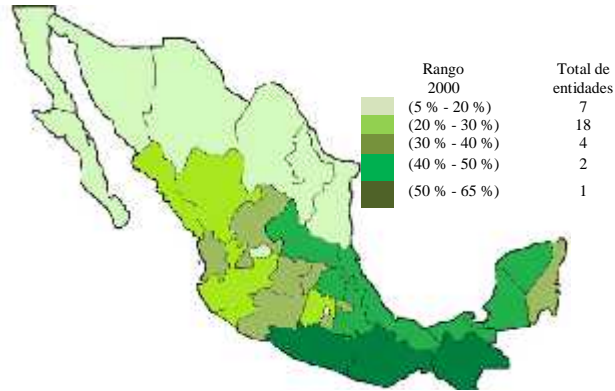 Rango Total de
2000 entidades
(5 % - 20 %) 7
(20 % - 30 %) 18
(30 % - 40 %) 4
(40 % - 50 %) 2
(50 % - 65 %) 1